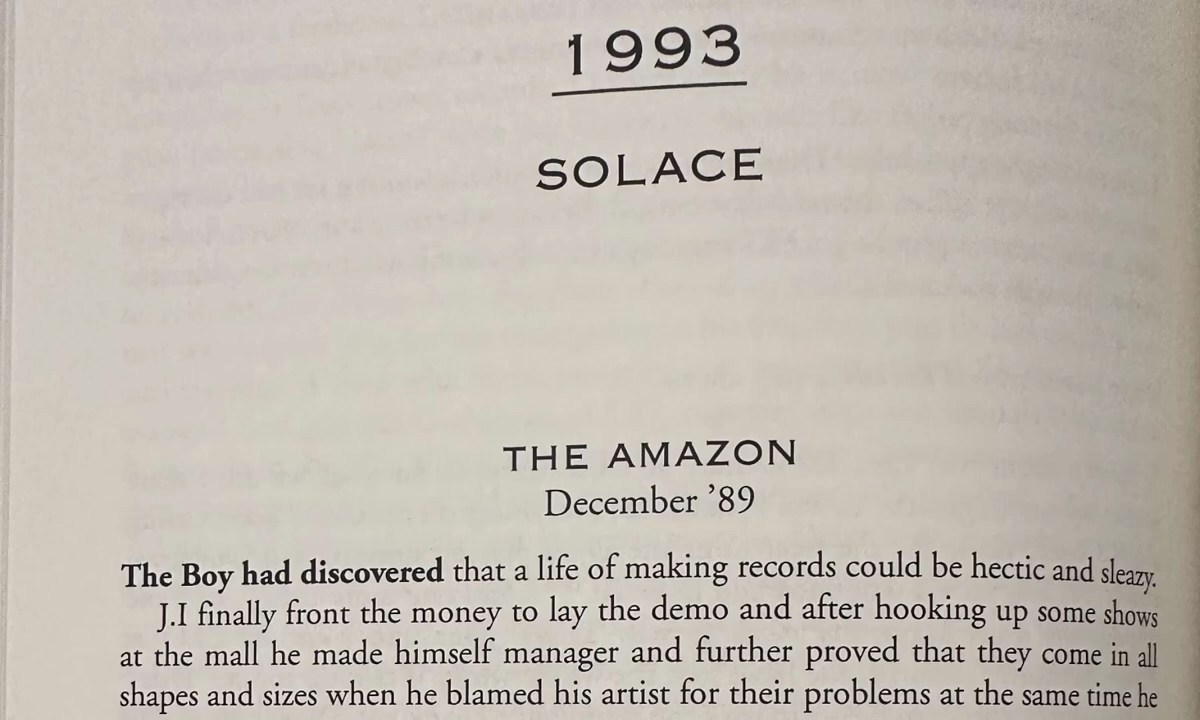 1993
SOLACE
THE AMAZON
December ’89
The Boy had discovered that a life of making records could be hectic and sleazy.
J.I finally front the money to lay the demo and after hooking up some shows
at the mall he made himself manager and further proved that they come in all
shapes and sizes when he blamed his artist for their problems at the same time he